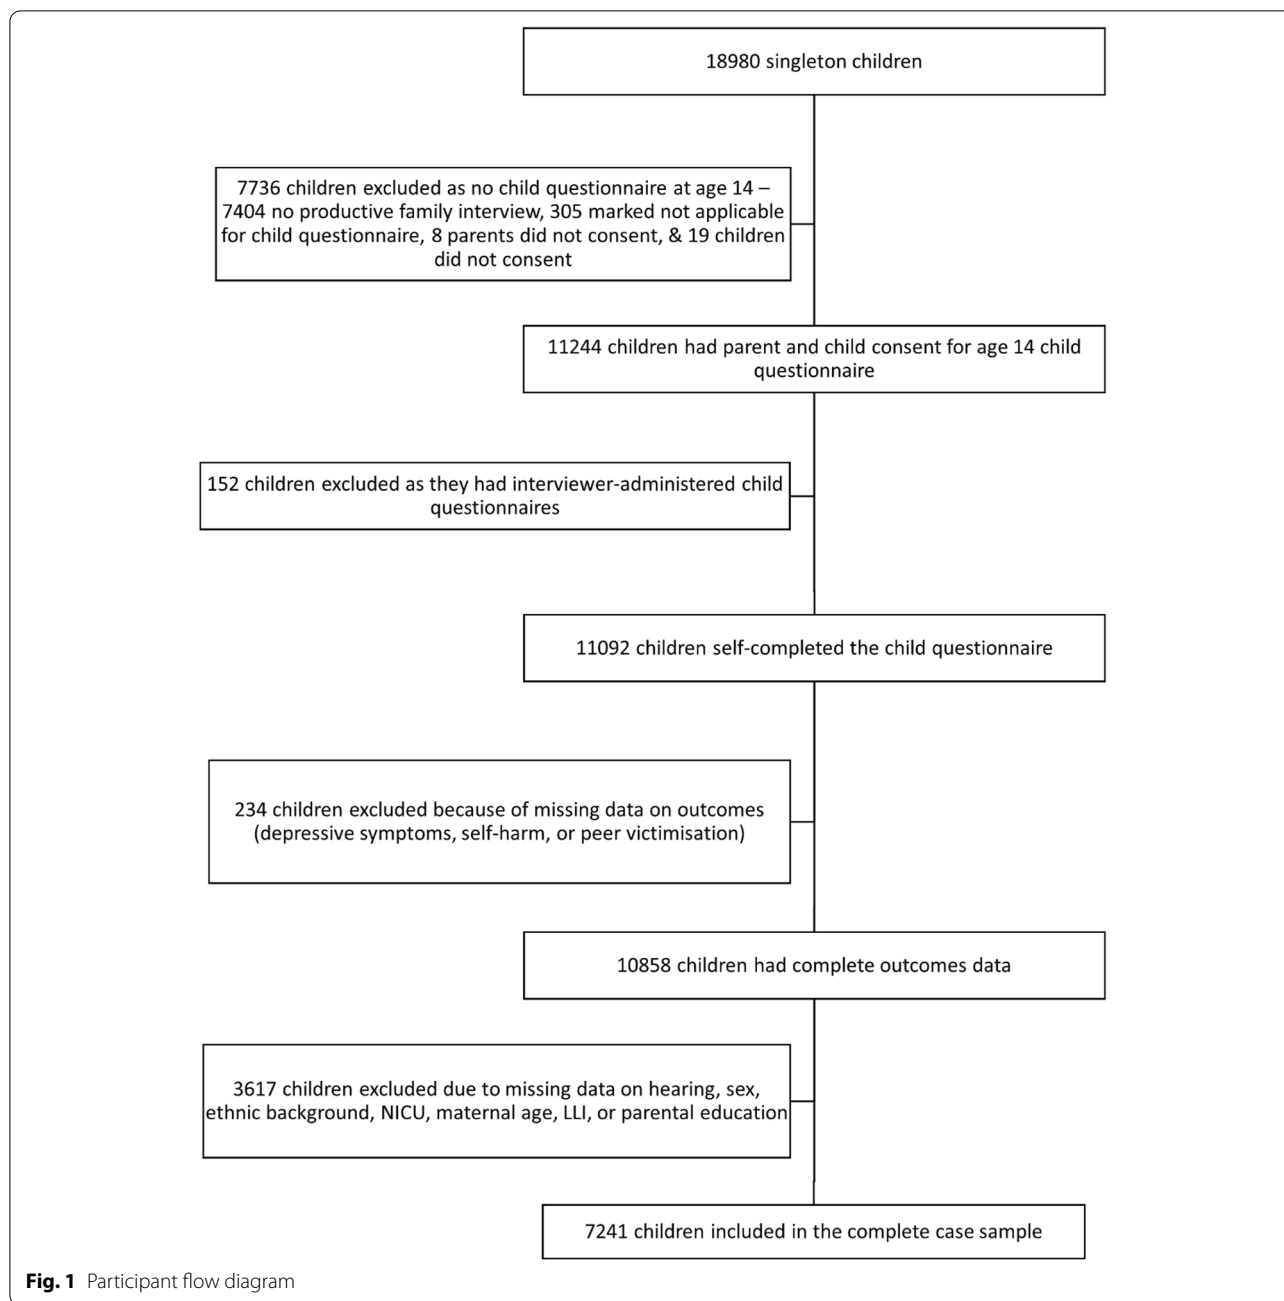 18980 singleton children
7736 children excluded as no child questionnaire at age 14 –
7404 no productive family interview, 305 marked not applicable
for child questionnaire, 8 parents did not consent, & 19 children
did not consent
11244 children had parent and child consent for age 14 child
questionnaire
152 children excluded as they had interviewer-administered child
questionnaires
11092 children self-completed the child questionnaire
234 children excluded because of missing data on outcomes
(depressive symptoms, self-harm, or peer victimisation)
10858 children had complete outcomes data
3617 children excluded due to missing data on hearing, sex,
ethnic background, NICU, maternal age, LLI, or parental education
7241 children included in the complete case sample
Fig. 1 Participant flow diagram